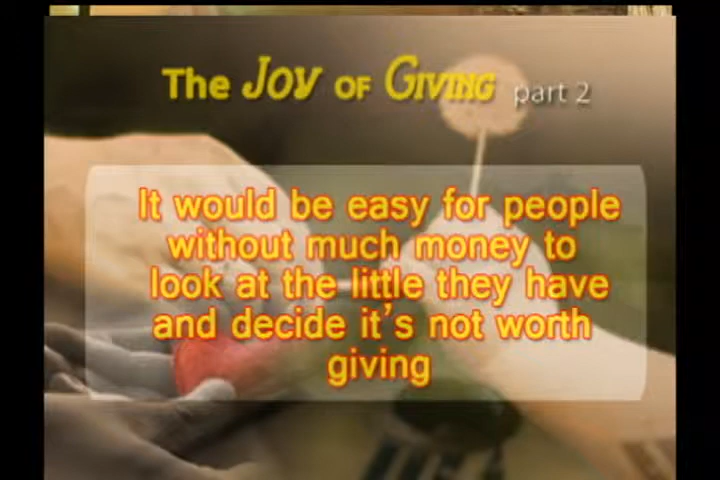 The Joy of Giving part 2
It would be easy for people
without much money to
look at the little they have
and decide it's not worth
giving